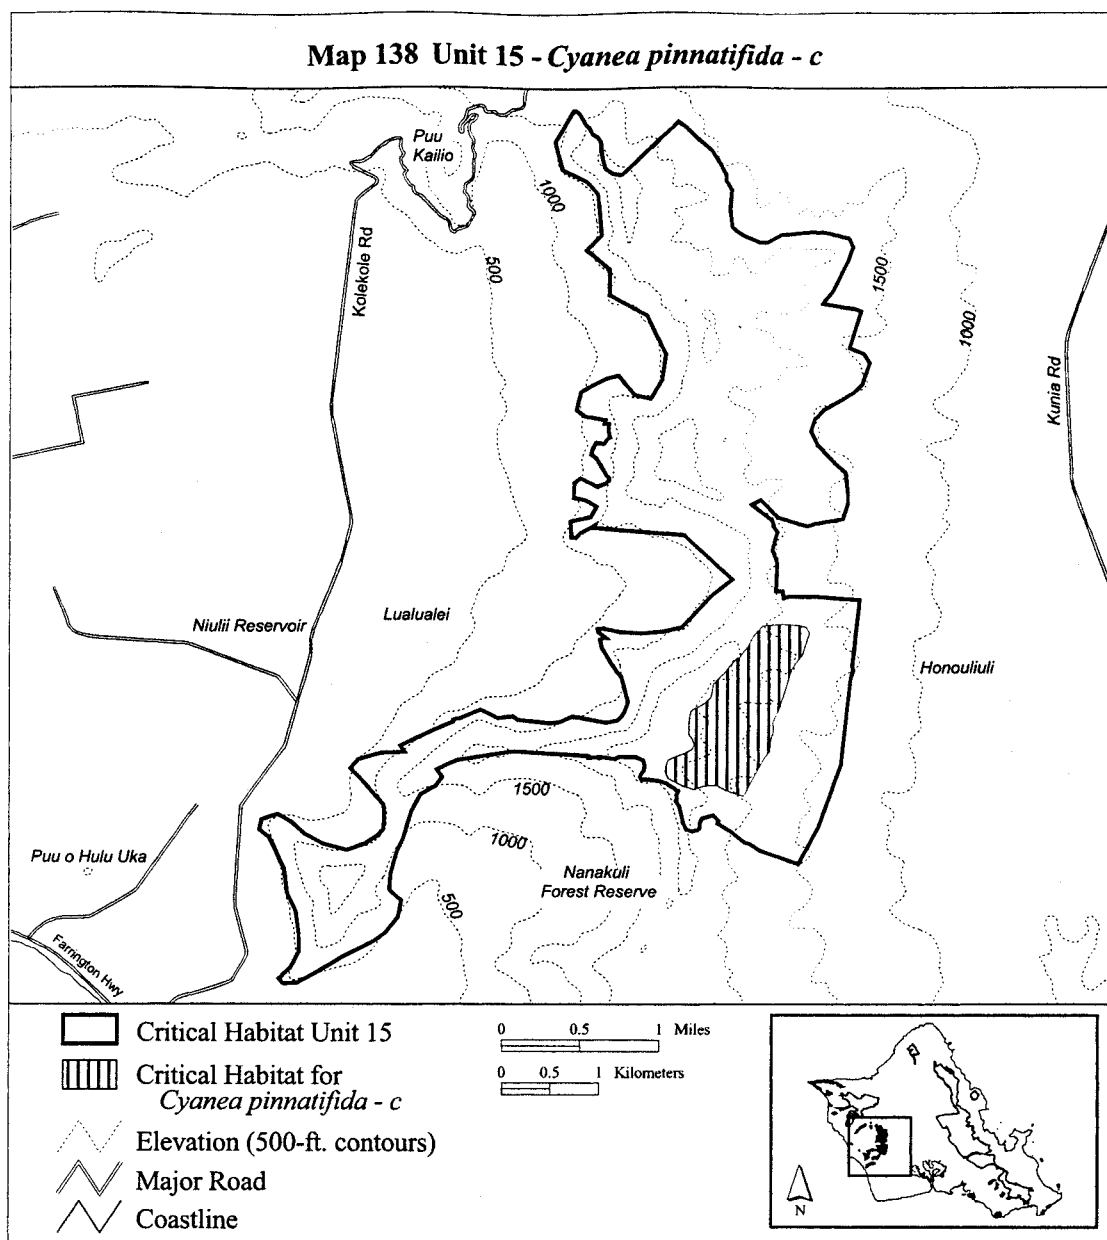 Map 138 Unit 15 - Cyanea pinnatifida - c
Puu
Kailio
1000
500
Kolekole Rd
1500
1000
Kunia Rd
Niulii Reservoir
Lualualei
Honouliuli
1500
1000
Puu o Hulu Uka
Nanakuli
Forest Reserve
500
Farrington Hwy
Critical Habitat Unit 15
Critical Habitat for
Cyanea pinnatifida - c
Elevation (500-ft. contours)
Major Road
Coastline
0 0.5 1 Miles
0 0.5 1 Kilometers
N